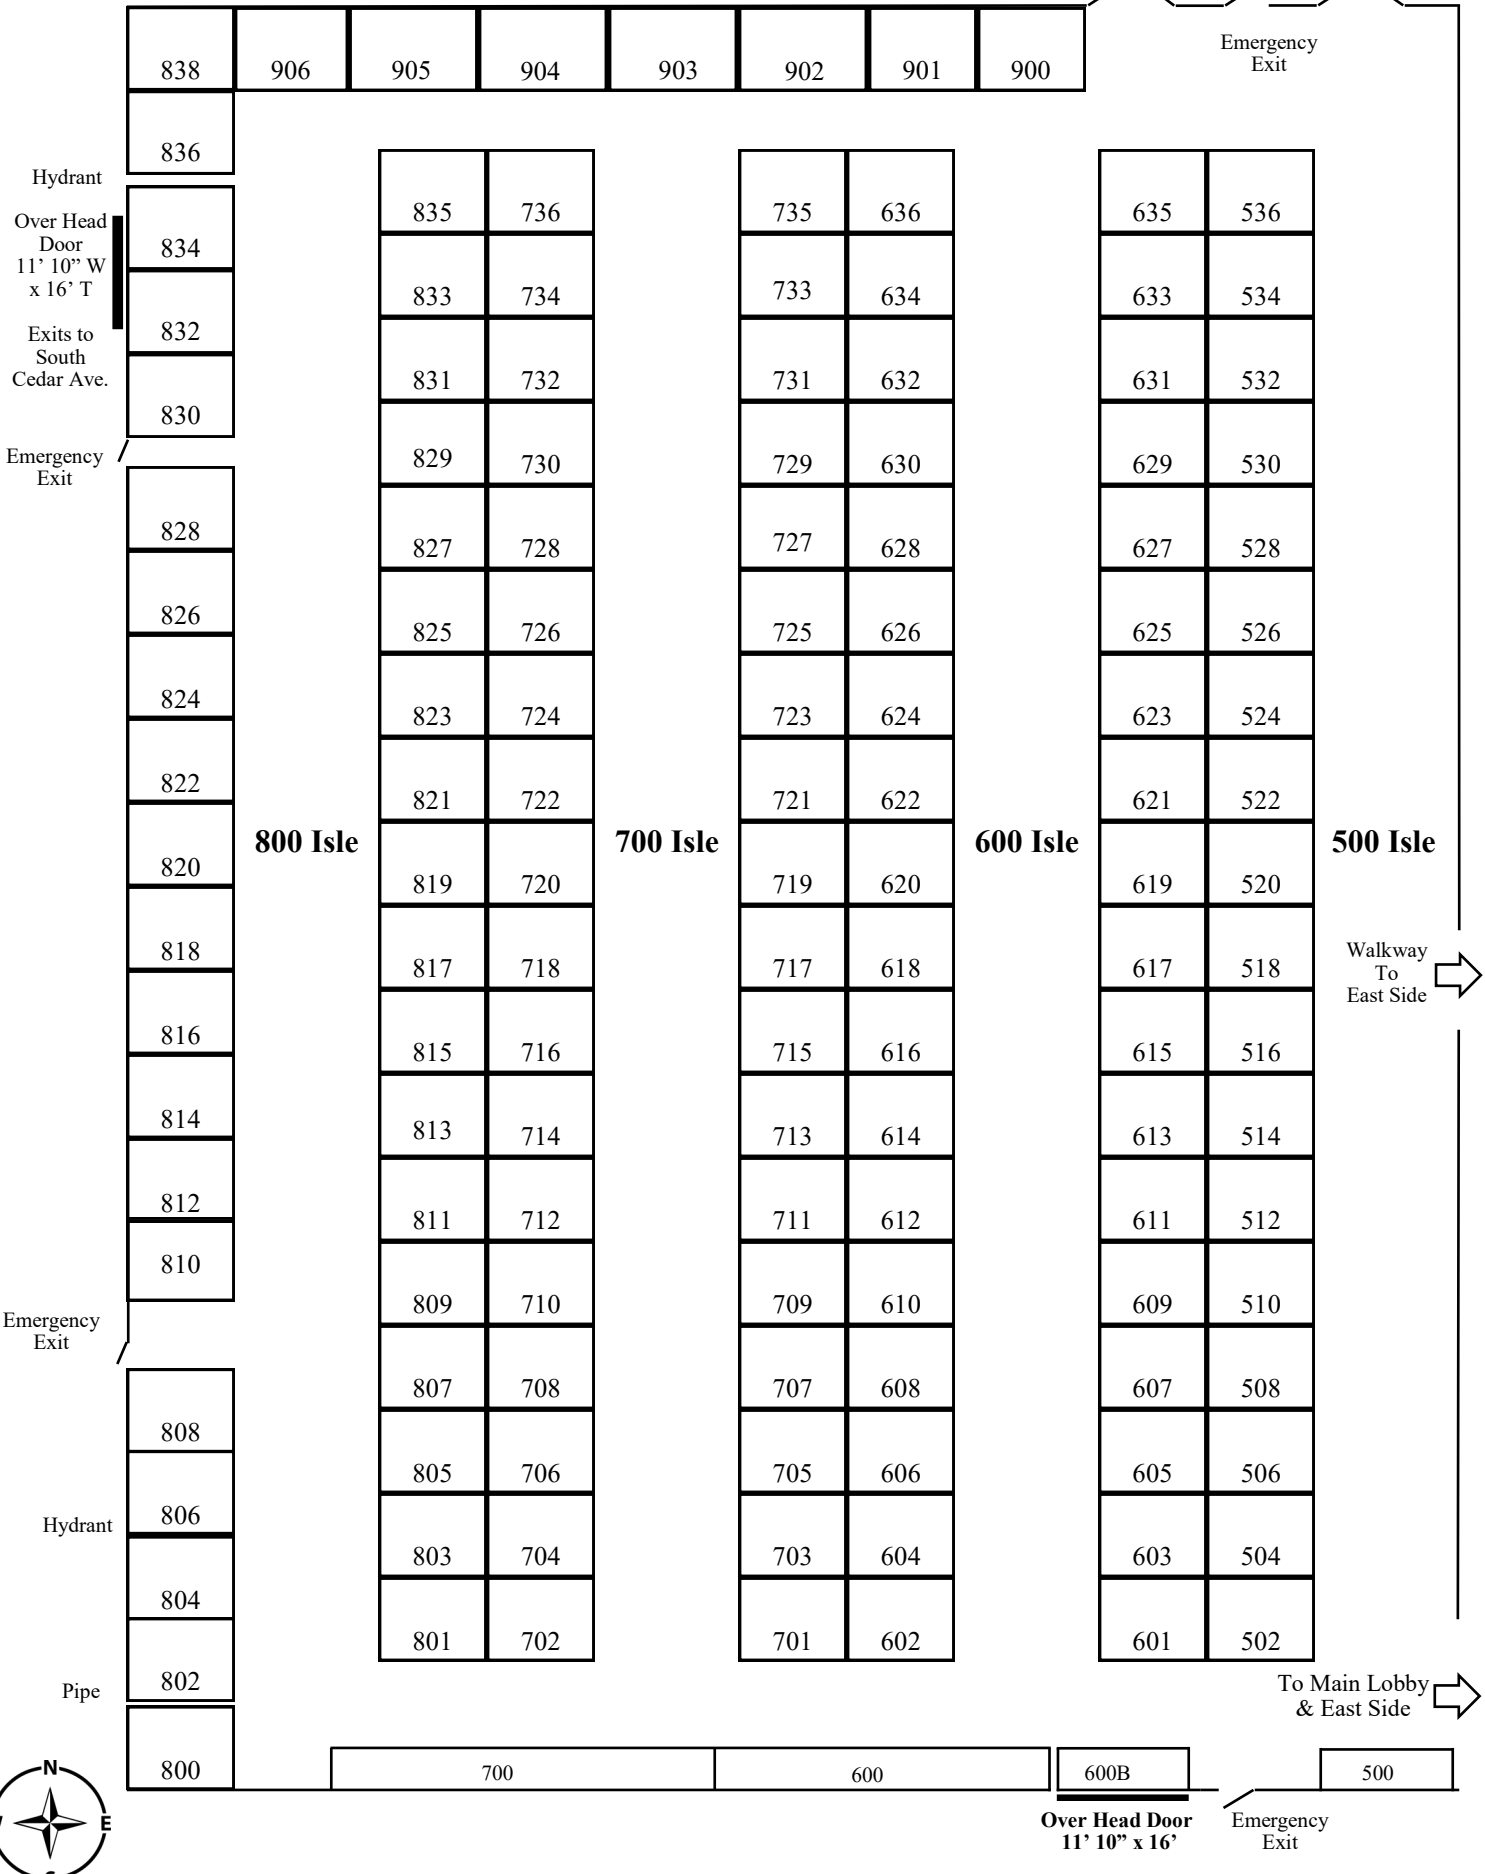 838 906 905 904 903 902 901 900
Emergency
Exit
836
Hydrant
835 736 735 636 635 536
Over Head
Door
11’ 10” W
x 16’ T
834
833 734 733 634 633 534
832
Exits to
South
Cedar Ave.
831 732 731 632 631 532
830
Emergency
Exit
829 730 729 630 629 530
828
827 728 727 628 627 528
826
825 726 725 626 625 526
824
823 724 723 624 623 524
822
821 722 721 622 621 522
800 Isle 700 Isle 600 Isle 500 Isle
820
819 720 719 620 619 520
818
817 718 717 618 617 518
Walkway
To
East Side
816
815 716 715 616 615 516
814
813 714 713 614 613 514
812
811 712 711 612 611 512
810
809 710 709 610 609 510
Emergency
Exit
807 708 707 608 607 508
808
805 706 705 606 605 506
806
Hydrant
803 704 703 604 603 504
804
801 702 701 602 601 502
802
Pipe
To Main Lobby
& East Side
800 700 600 600B 500
N
E
Over Head Door
11’ 10” x 16’
Emergency
Exit